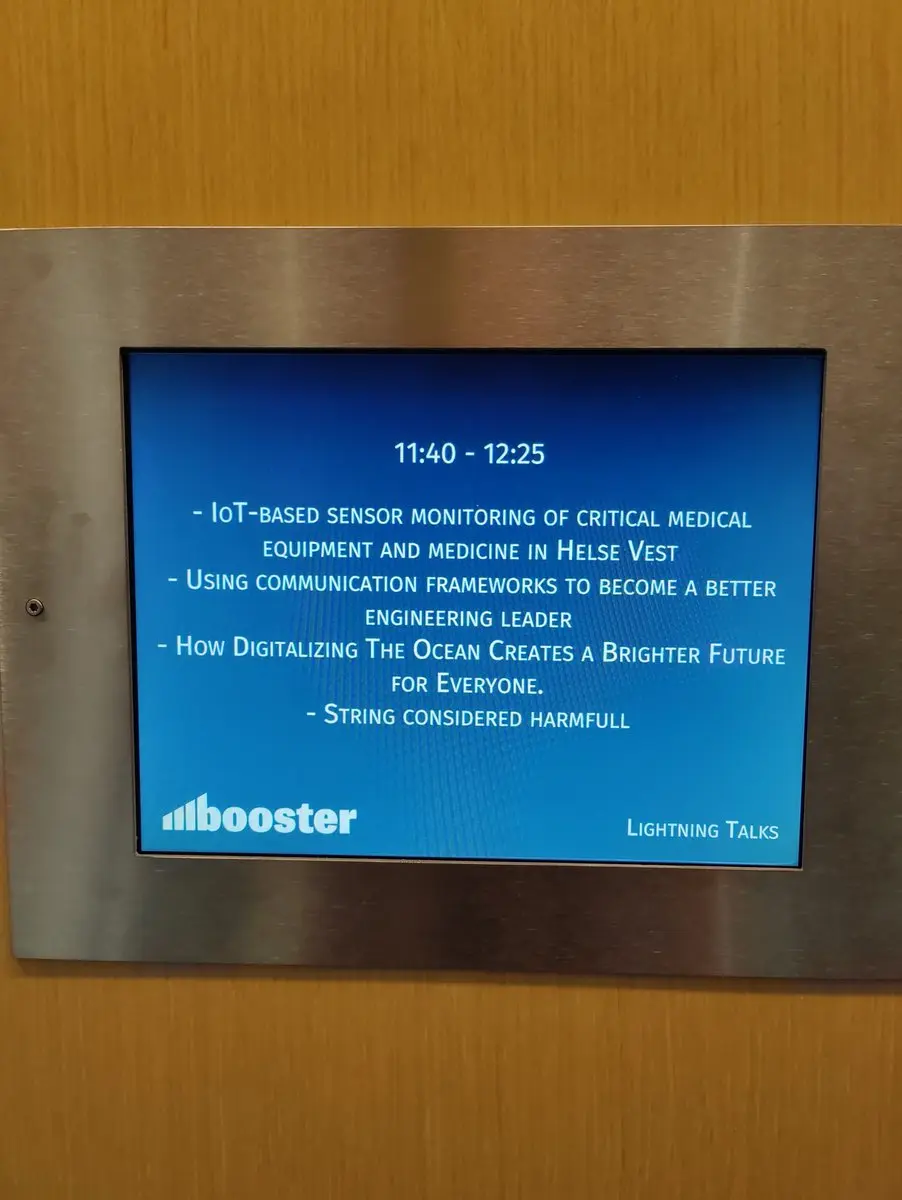 11:40 - 12:25
- IoT-based sensor monitoring of critical medical
equipment and medicine in Helse Vest
- Using communication frameworks to become a better
engineering leader
- How Digitalizing The Ocean Creates a Brighter Future
for Everyone.
- String considered harmfull
booster
Lightning Talks